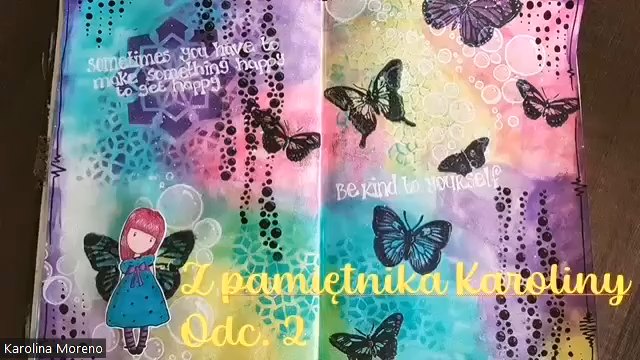 sometimes you have to
make something happy
to get happy
Be kind to yourself
Z pamiętnika Karoliny
Odc. 2
Karolina Moreno